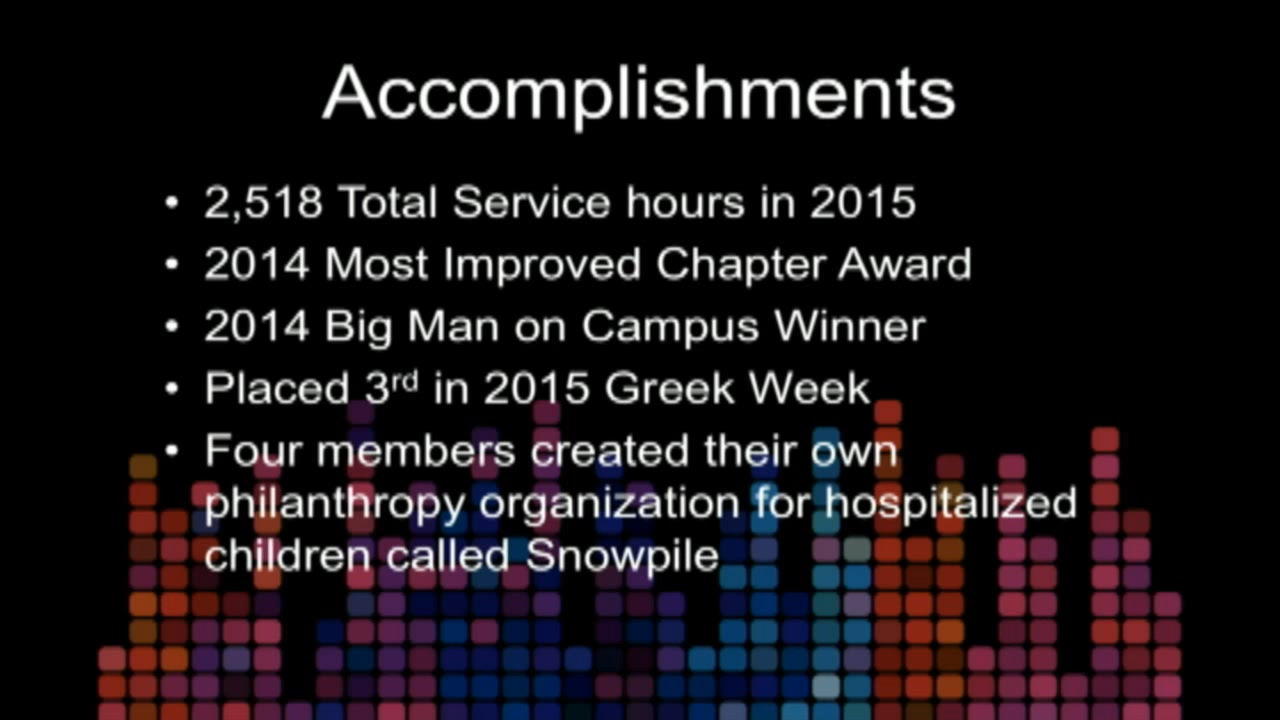 Accomplishments
• 2,518 Total Service hours in 2015
• 2014 Most Improved Chapter Award
• 2014 Big Man on Campus Winner
• Placed 3rd in 2015 Greek Week
• Four members created their own
philanthropy organization for hospitalized
children called Snowpile